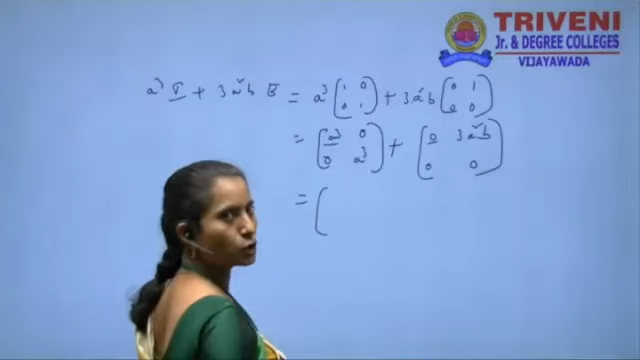 TRIVENI
Jr. & DEGREE COLLEGES
VIJAYAWADA
a³ I + 3a²b E = a³ [1 0 0 1] + 3a²b [0 1 0 0]
= [a³ 0 0 a³] + [0 3a²b 0 0]
= [